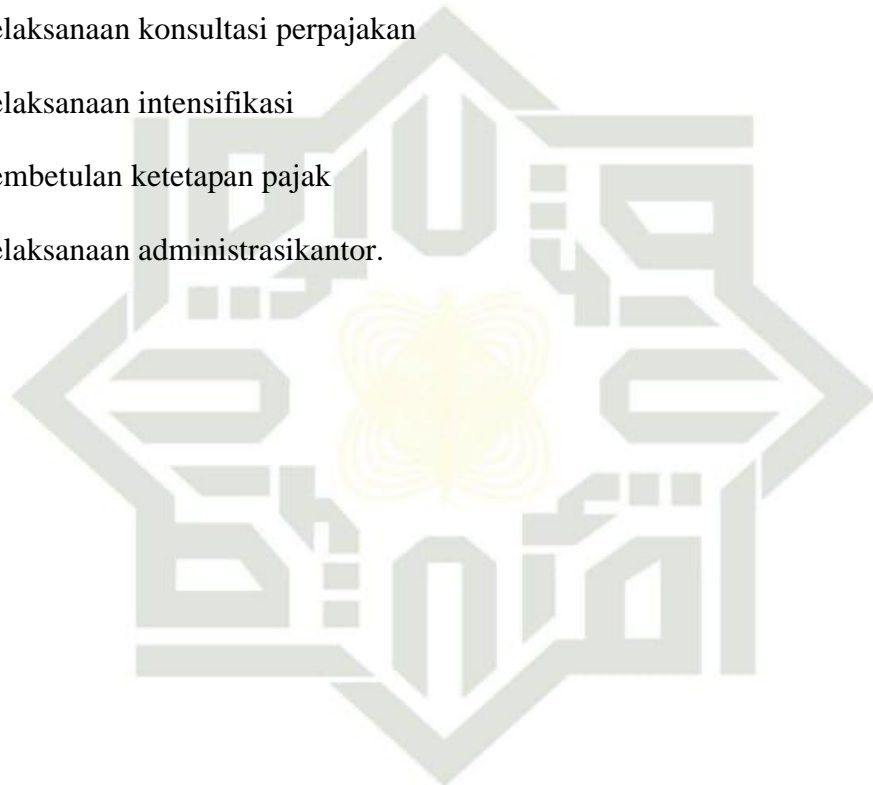 elaksanaan konsultasi perpajakan
elaksanaan intensifikasi
embetulan ketetapan pajak
elaksanaan administrasikantor.